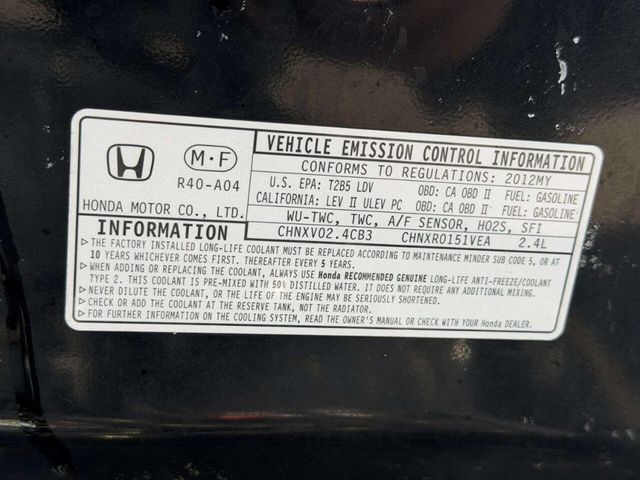 M·F
R40-A04
HONDA MOTOR CO., LTD.
VEHICLE EMISSION CONTROL INFORMATION
CONFORMS TO REGULATIONS: 2012MY
U.S. EPA: T2B5 LDV OBD: CA OBD II FUEL: GASOLINE
CALIFORNIA: LEV II ULEV PC OBD: CA OBD II FUEL: GASOLINE
WU-TWC, TWC, A/F SENSOR, HO2S, SFI
CHNXV02.4CB3 CHNXR0151VEA 2.4L
INFORMATION
▷THE FACTORY INSTALLED LONG-LIFE COOLANT MUST BE REPLACED ACCORDING TO MAINTENANCE MINDER SUB CODE 5, OR AT
10 YEARS WHICHEVER COMES FIRST. THEREAFTER EVERY 5 YEARS.
▷WHEN ADDING OR REPLACING THE COOLANT, ALWAYS USE Honda RECOMMENDED GENUINE LONG-LIFE ANTI-FREEZE/COOLANT
TYPE 2. THIS COOLANT IS PRE-MIXED WITH 50% DISTILLED WATER. IT DOES NOT REQUIRE ANY ADDITIONAL MIXING.
▷NEVER DILUTE THE COOLANT, OR THE LIFE OF THE ENGINE MAY BE SERIOUSLY SHORTENED.
▷CHECK OR ADD THE COOLANT AT THE RESERVE TANK, NOT THE RADIATOR.
▷FOR FURTHER INFORMATION ON THE COOLING SYSTEM, READ THE OWNER'S MANUAL OR CHECK WITH YOUR Honda DEALER.